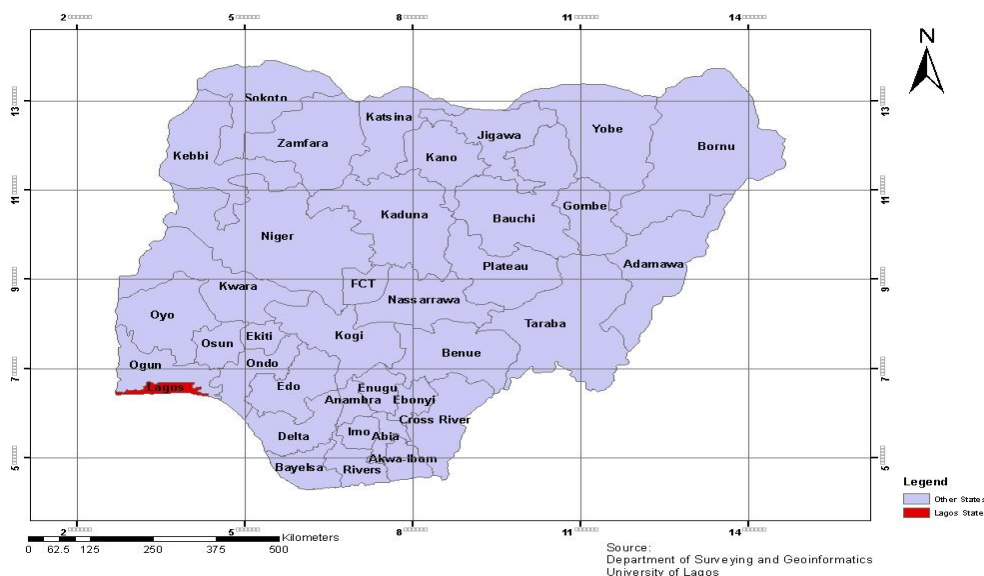 2 5 8 11 14
N
13 13
Sokoto
Katsina
Zamfara
Jigawa
Yobe
Kebbi
Kano
Bornu
11 11
Gombe
Kaduna
Bauchi
Niger
Plateau
Adamawa
9 9
FCT
Kwara
Nassarrawa
Oyo
Taraba
Osun
Ekiti
Kogi
Benue
7 7
Ogun
Ondo
Lagos
Edo
Enugu
Anambra
Ebonyi
Cross River
Delta
Imo
Abia
5 5
Akwa-Ibom
Bayelsa
Rivers
Legend
Other States
Lagos State
2 5 8 11 14
Kilometers
0 62.5 125 250 375 500
Source:
Department of Surveying and Geoinformatics
University of Lagos